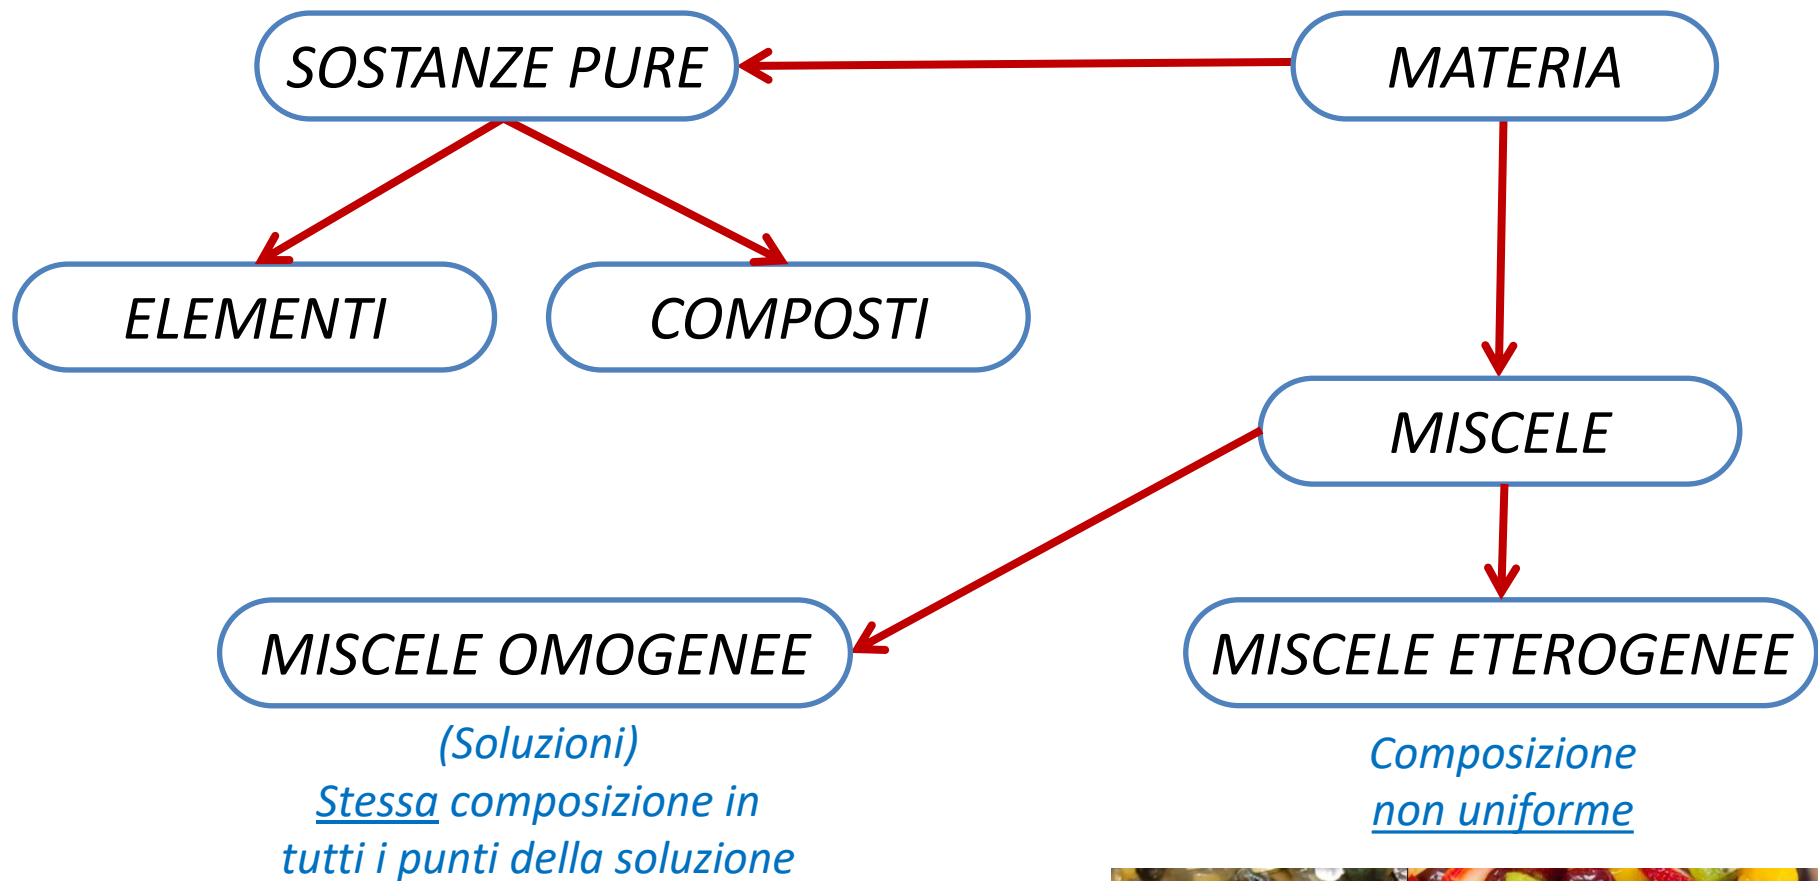 SOSTANZE PURE
MATERIA
ELEMENTI
COMPOSTI
MISCELE
MISCELE OMOGENEE
MISCELE ETEROGENEE
(Soluzioni)
Stessa composizione in
tutti i punti della soluzione
Composizione
non uniforme